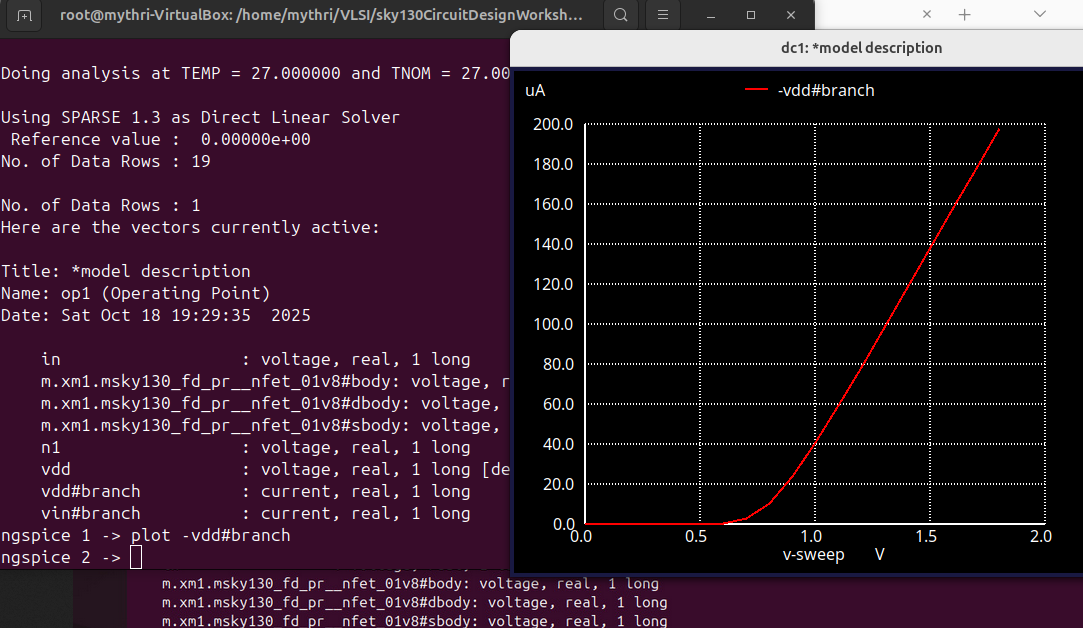 root@mythri-VirtualBox: /home/mythri/VLSI/sky130CircuitDesignWorksh...
Doing analysis at TEMP = 27.000000 and TNOM = 27.00
Using SPARSE 1.3 as Direct Linear Solver
Reference value :  0.00000e+00
No. of Data Rows : 19
No. of Data Rows : 1
Here are the vectors currently active:
Title: *model description
Name: op1 (Operating Point)
Date: Sat Oct 18 19:29:35  2025
in : voltage, real, 1 long
m.xm1.msky130_fd_pr__nfet_01v8#body: voltage, r
m.xm1.msky130_fd_pr__nfet_01v8#dbody: voltage,
m.xm1.msky130_fd_pr__nfet_01v8#sbody: voltage,
n1 : voltage, real, 1 long
vdd : voltage, real, 1 long [de
vdd#branch : current, real, 1 long
vin#branch : current, real, 1 long
ngspice 1 -> plot -vdd#branch
ngspice 2 ->
dc1: *model description
uA
-vdd#branch
200.0
180.0
160.0
140.0
120.0
100.0
80.0
60.0
40.0
20.0
0.0
0.0 0.5 1.0 1.5 2.0
v-sweep V
m.xm1.msky130_fd_pr__nfet_01v8#body: voltage, real, 1 long
m.xm1.msky130_fd_pr__nfet_01v8#dbody: voltage, real, 1 long
m.xm1.msky130_fd_pr__nfet_01v8#sbody: voltage, real, 1 long